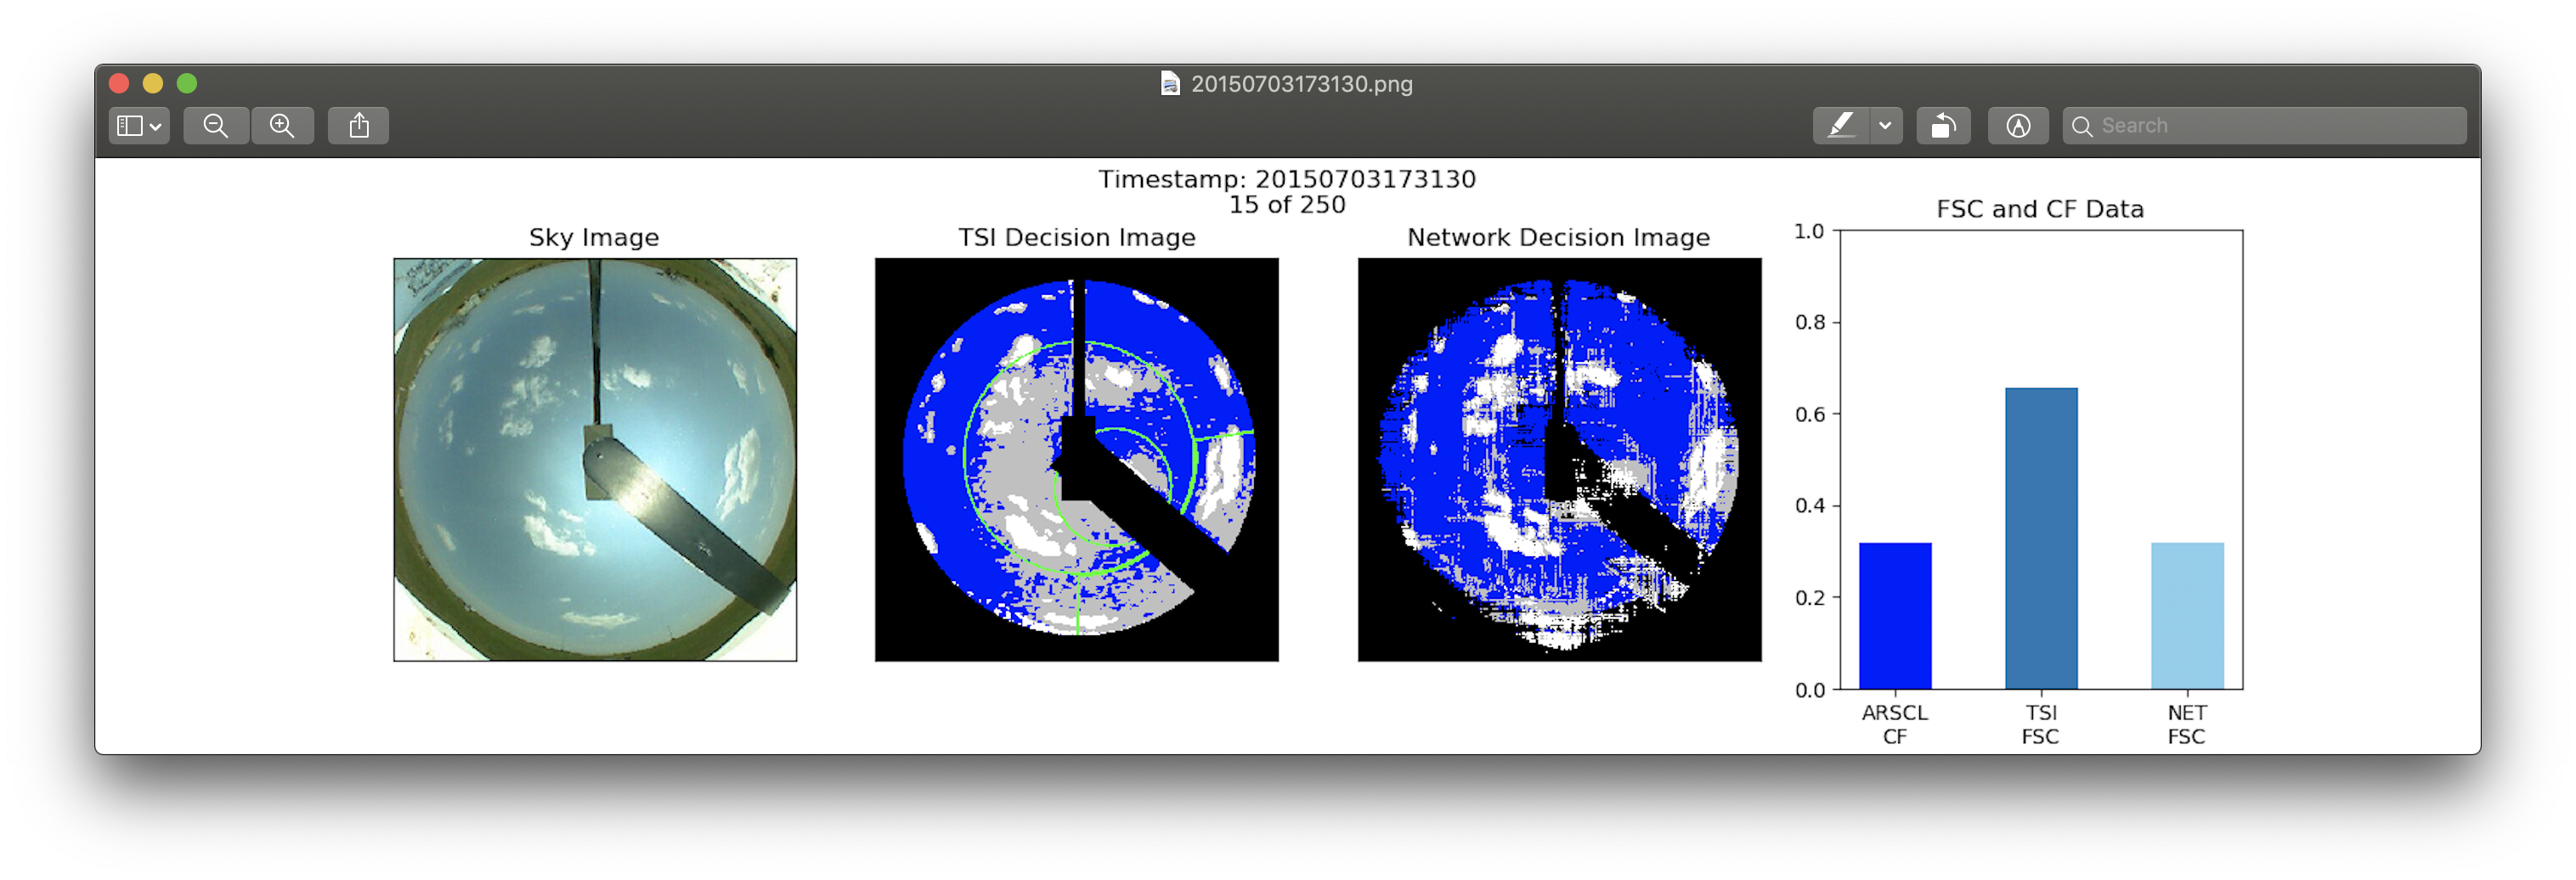 20150703173130.png
Search
Timestamp: 20150703173130
15 of 250
Sky Image
TSI Decision Image
Network Decision Image
FSC and CF Data
1.0
0.8
0.6
0.4
0.2
0.0
ARSCL
CF
TSI
FSC
NET
FSC